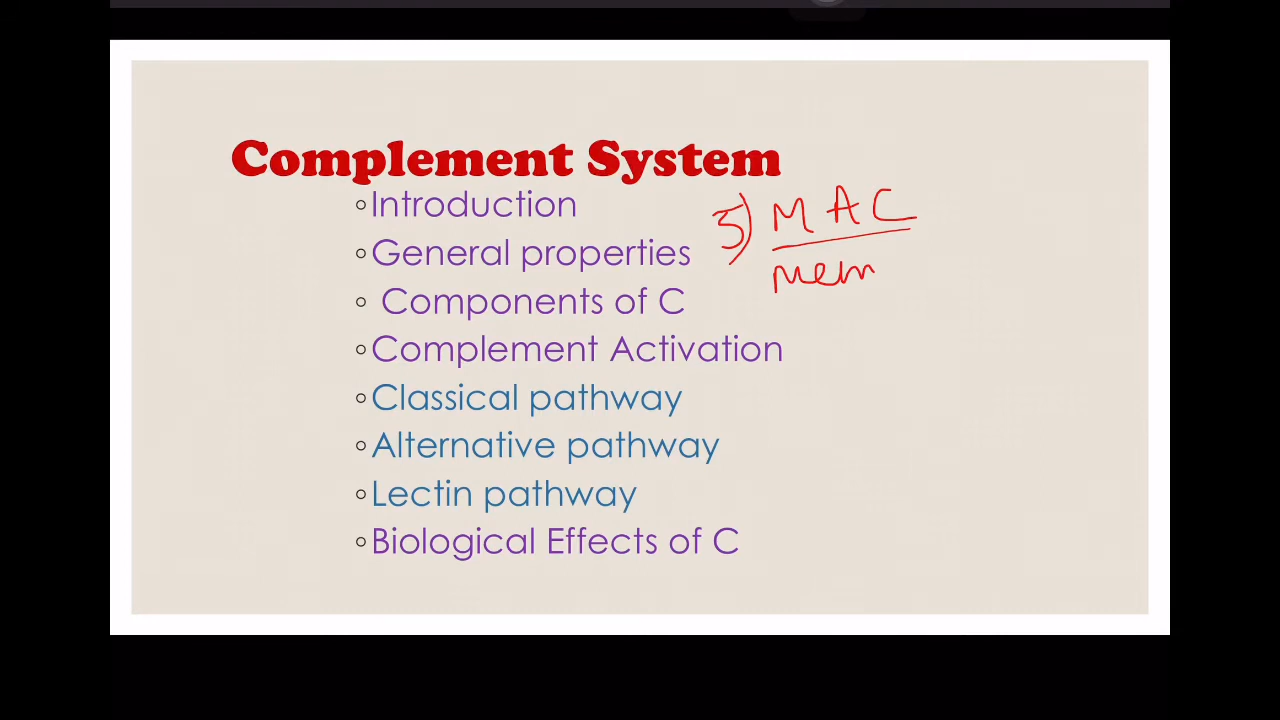 Complement System
◦Introduction
◦General properties
◦ Components of C
◦Complement Activation
◦Classical pathway
◦Alternative pathway
◦Lectin pathway
◦Biological Effects of C
5) MAC
mem